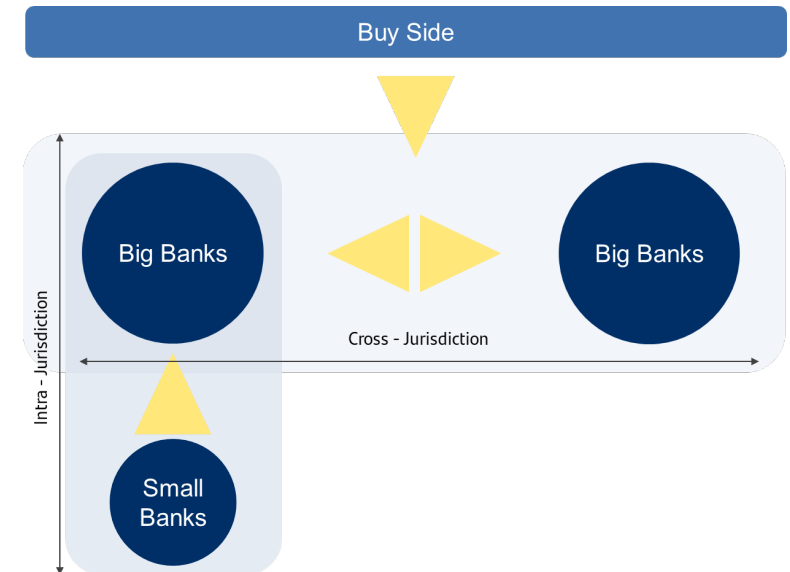 Buy Side
Big Banks
Big Banks
Cross - Jurisdiction
Intra - Jurisdiction
Small
Banks